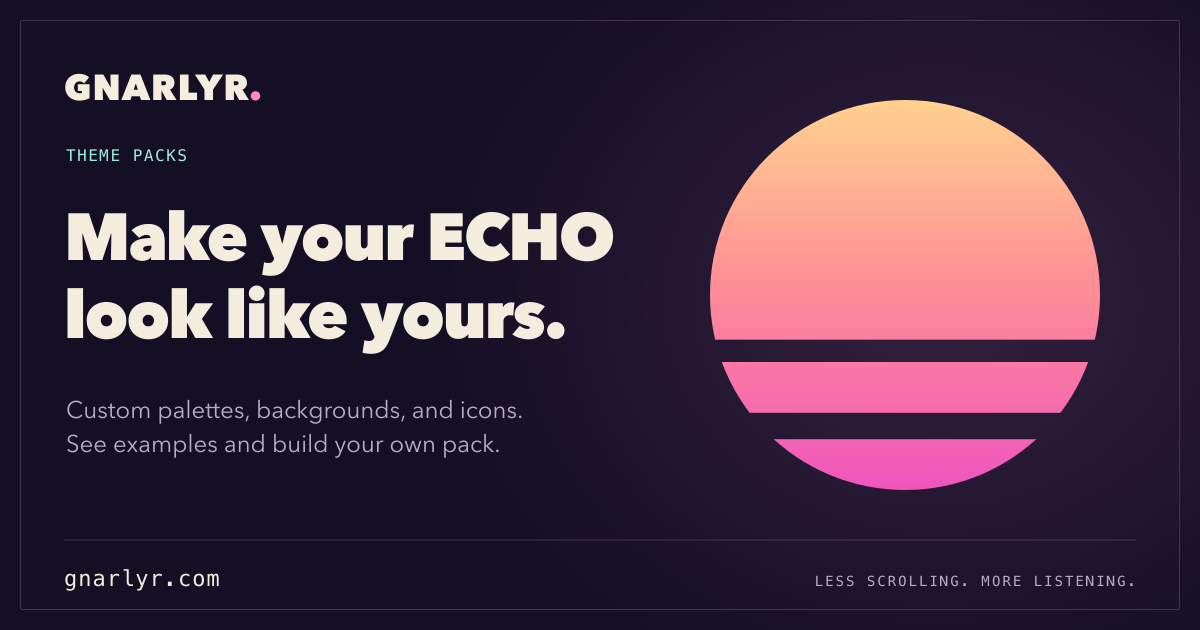 GNARLYR.
THEME PACKS
Make your ECHO
look like yours.
Custom palettes, backgrounds, and icons.
See examples and build your own pack.
gnarlyr.com
LESS SCROLLING. MORE LISTENING.